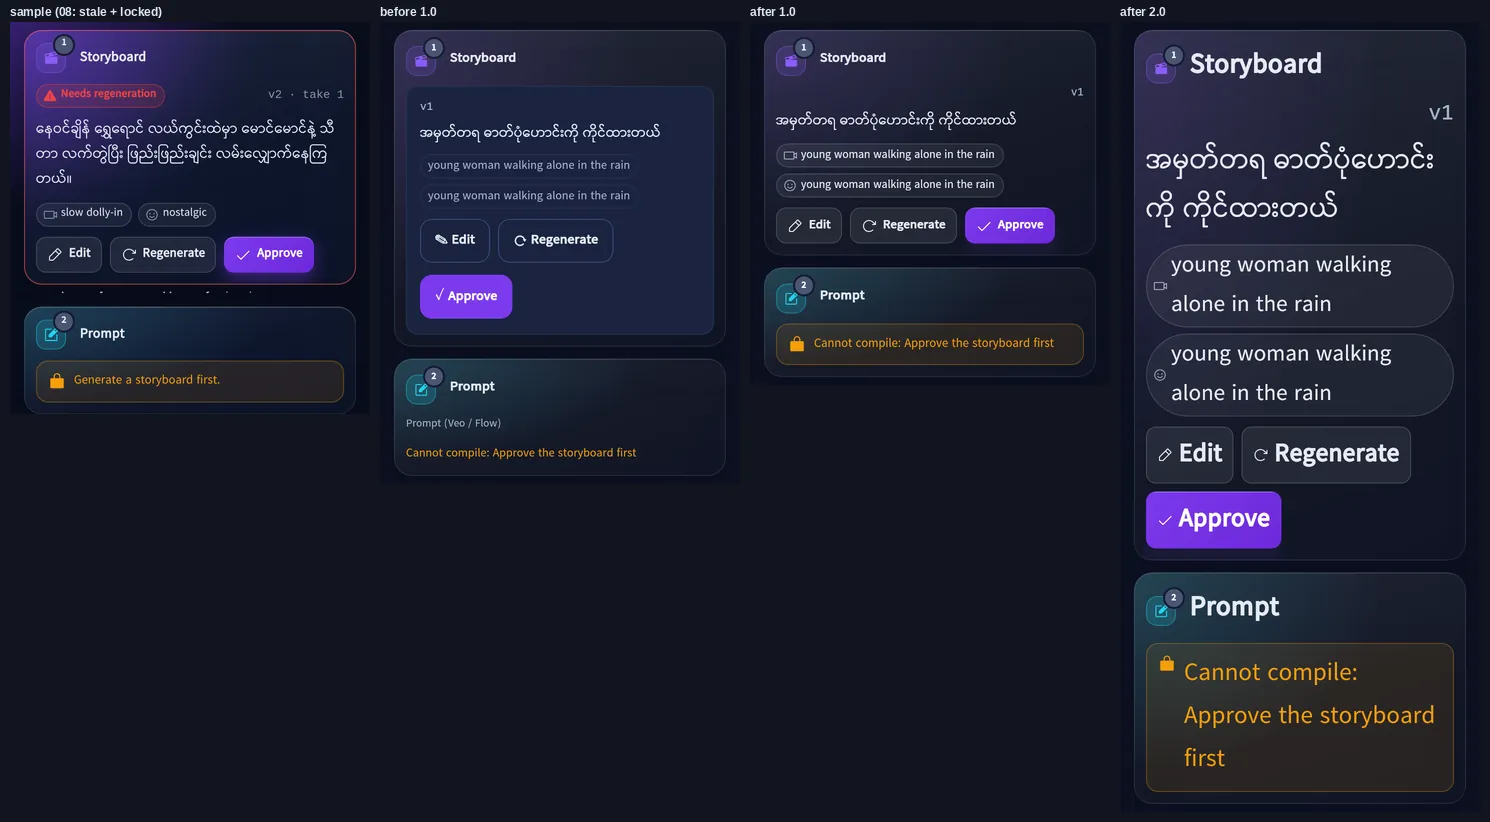 sample (08: stale + locked)
1
Storyboard
Needs regeneration
v2 · take 1
နေဝင်ချိန် ရွှေရောင် လယ်ကွင်းထဲမှာ မောင်မောင်နဲ့ သီ
တာ လက်တွဲပြီး ဖြည်းဖြည်းချင်း လမ်းလျှောက်နေကြ
တယ်။
slow dolly-in
nostalgic
Edit
Regenerate
Approve
2
Prompt
Generate a storyboard first.
before 1.0
1
Storyboard
v1
အမှတ်တရ ဓာတ်ပုံဟောင်းကို ကိုင်ထားတယ်
young woman walking alone in the rain
young woman walking alone in the rain
✎ Edit
Regenerate
✓ Approve
2
Prompt
Prompt (Veo / Flow)
Cannot compile: Approve the storyboard first
after 1.0
1
Storyboard
v1
အမှတ်တရ ဓာတ်ပုံဟောင်းကို ကိုင်ထားတယ်
young woman walking alone in the rain
young woman walking alone in the rain
Edit
Regenerate
Approve
2
Prompt
Cannot compile: Approve the storyboard first
after 2.0
1
Storyboard
v1
အမှတ်တရ ဓာတ်ပုံဟောင်း
ကို ကိုင်ထားတယ်
young woman walking
alone in the rain
young woman walking
alone in the rain
Edit
Regenerate
Approve
2
Prompt
Cannot compile:
Approve the storyboard
first